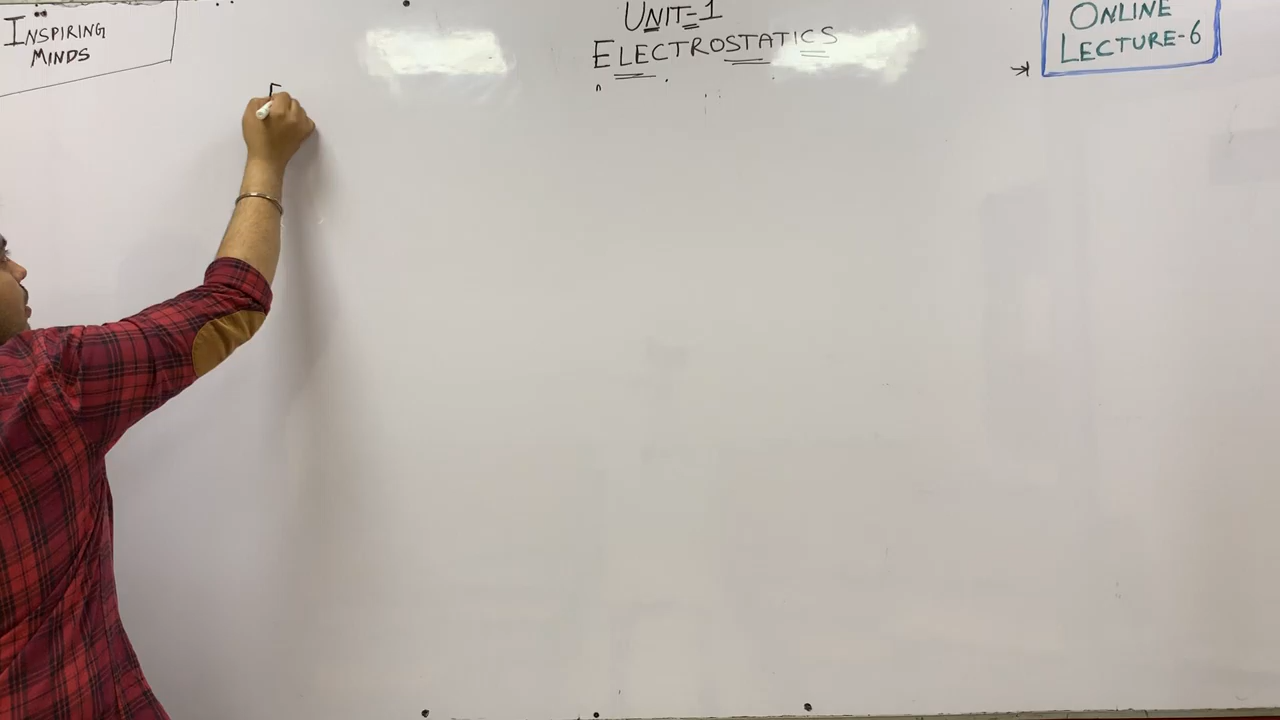 INSPIRING
MINDS
UNIT-1
ELECTROSTATICS
ONLINE
LECTURE-6